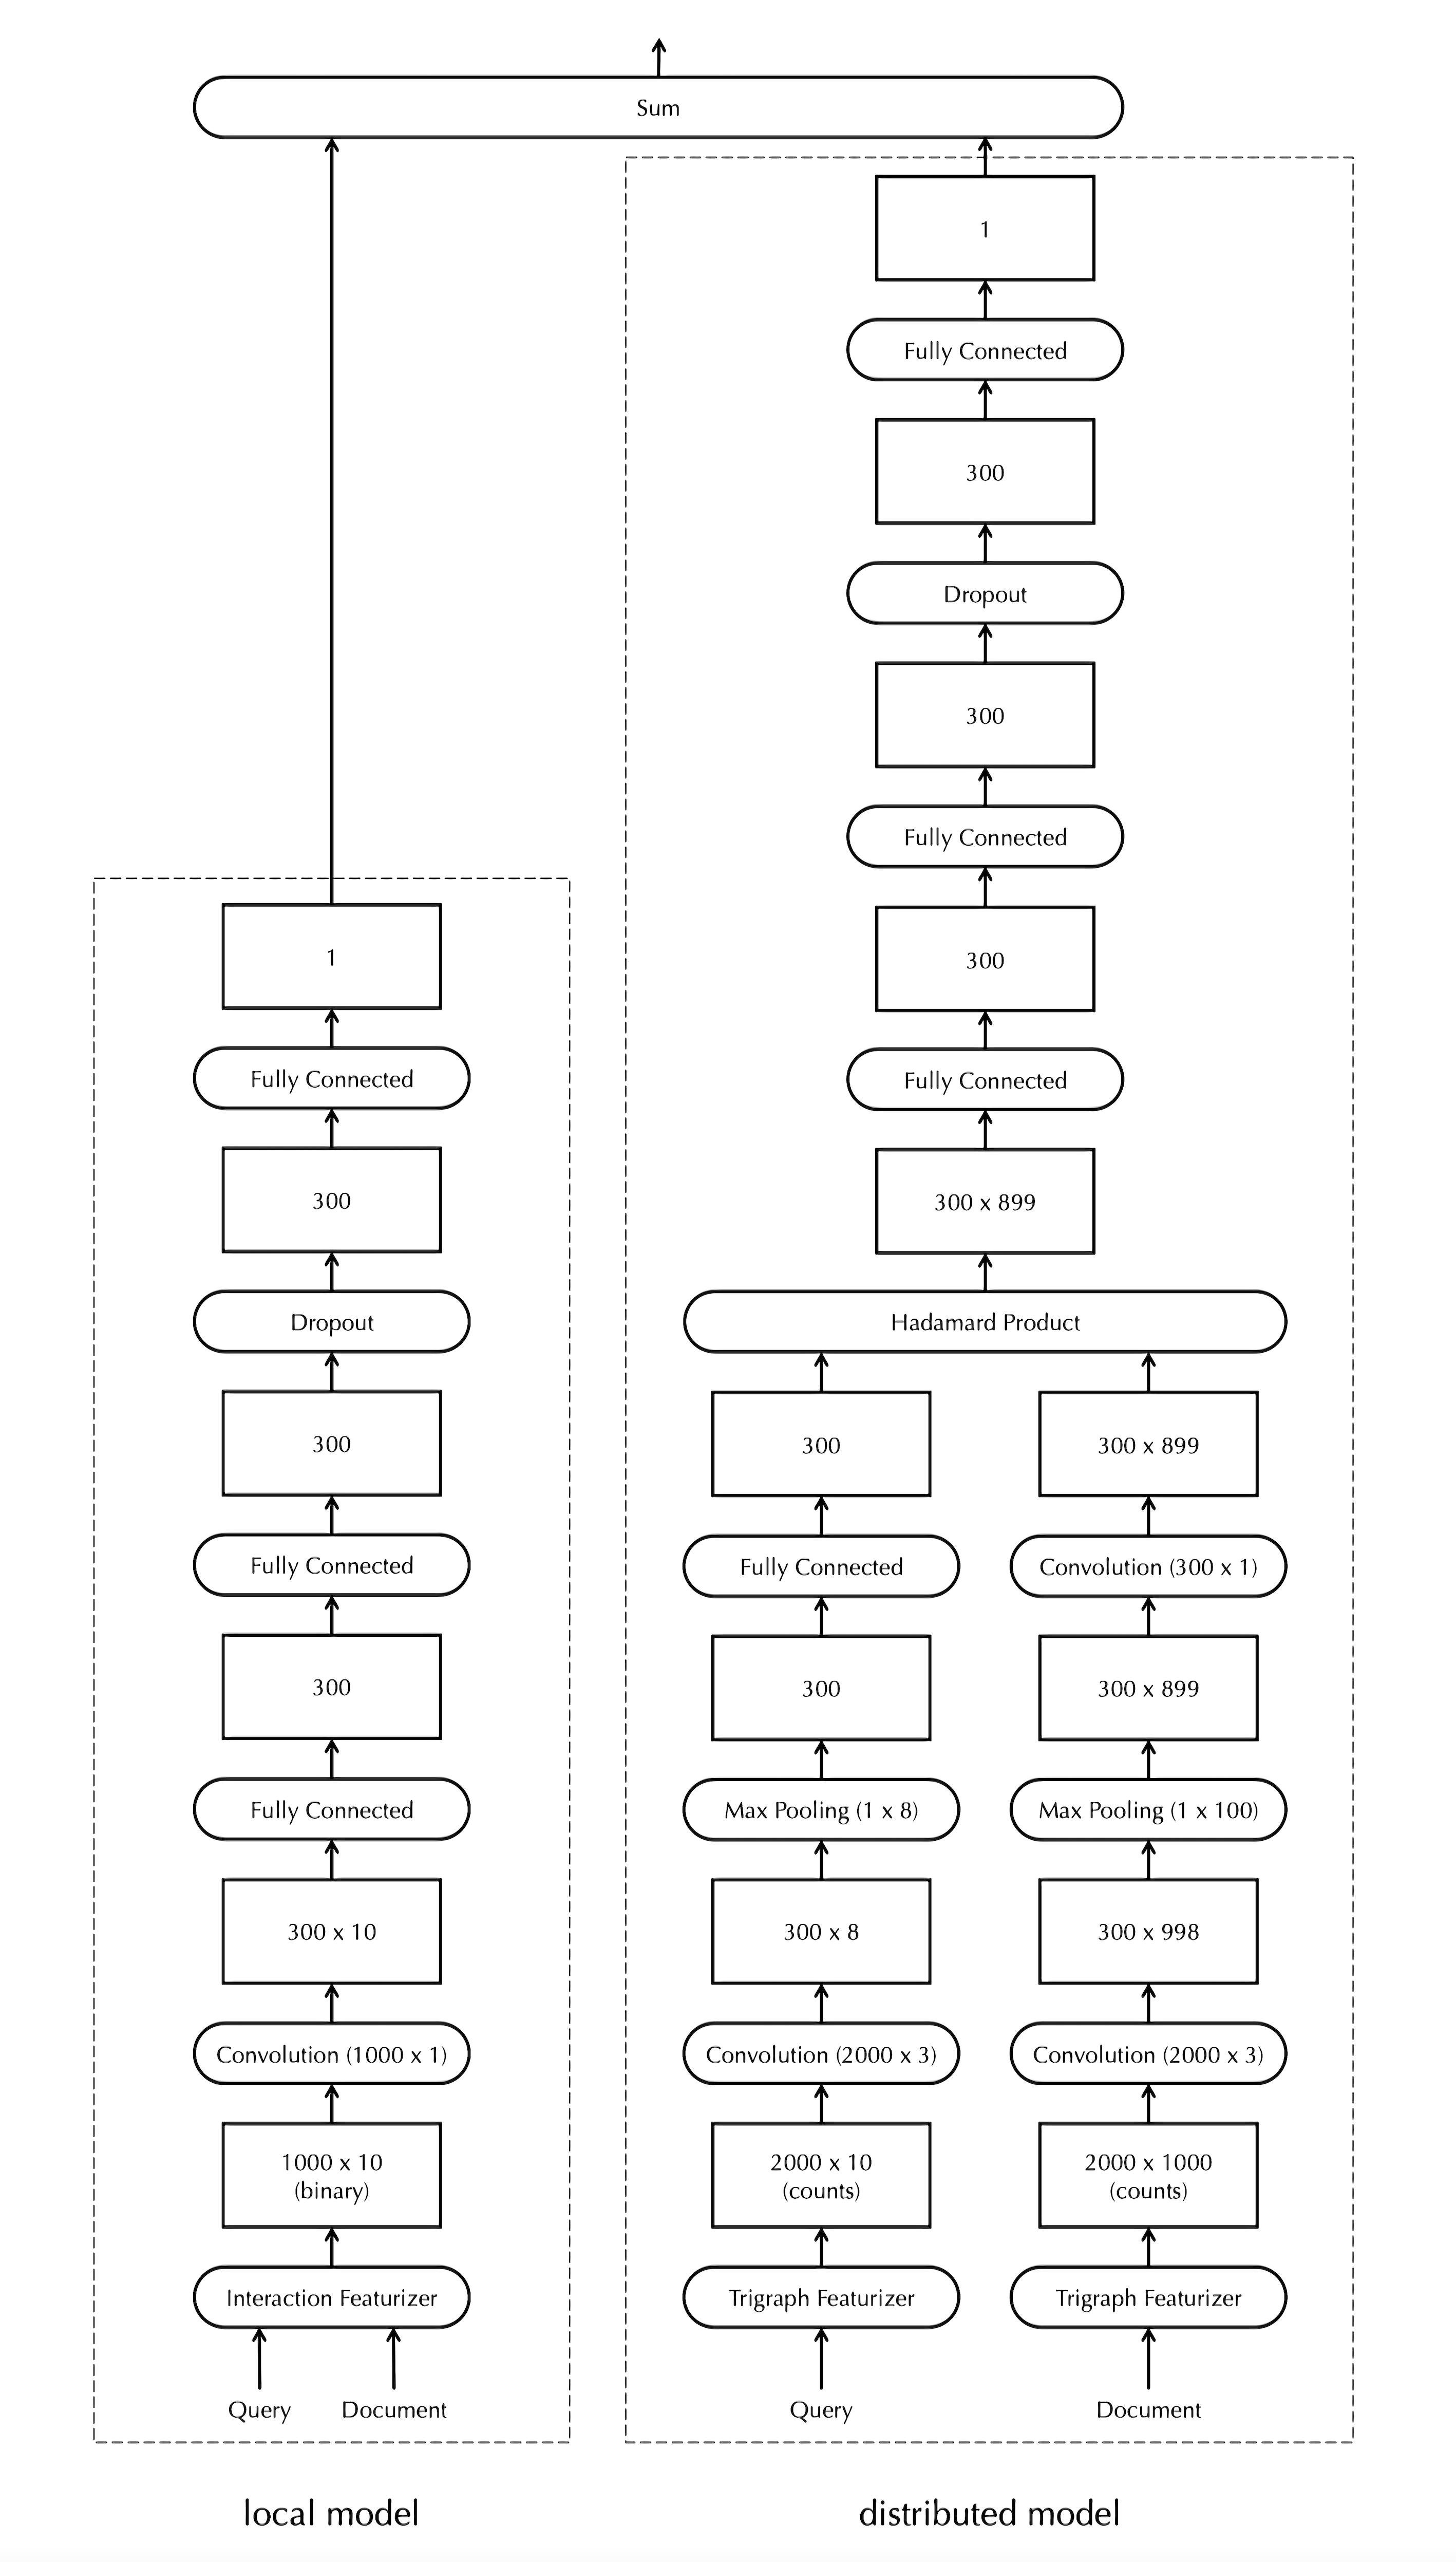 Sum
1
Fully Connected
300
Dropout
300
Fully Connected
300
Fully Connected
300 x 899
Hadamard Product
300
300 x 899
Fully Connected
Convolution (300 x 1)
300
300 x 899
Max Pooling (1 x 8)
Max Pooling (1 x 100)
300 x 8
300 x 998
Convolution (2000 x 3)
Convolution (2000 x 3)
2000 x 10
(counts)
2000 x 1000
(counts)
Trigraph Featurizer
Trigraph Featurizer
Query
Document
distributed model
1
Fully Connected
300
Dropout
300
Fully Connected
300
Fully Connected
300 x 10
Convolution (1000 x 1)
1000 x 10
(binary)
Interaction Featurizer
Query
Document
local model